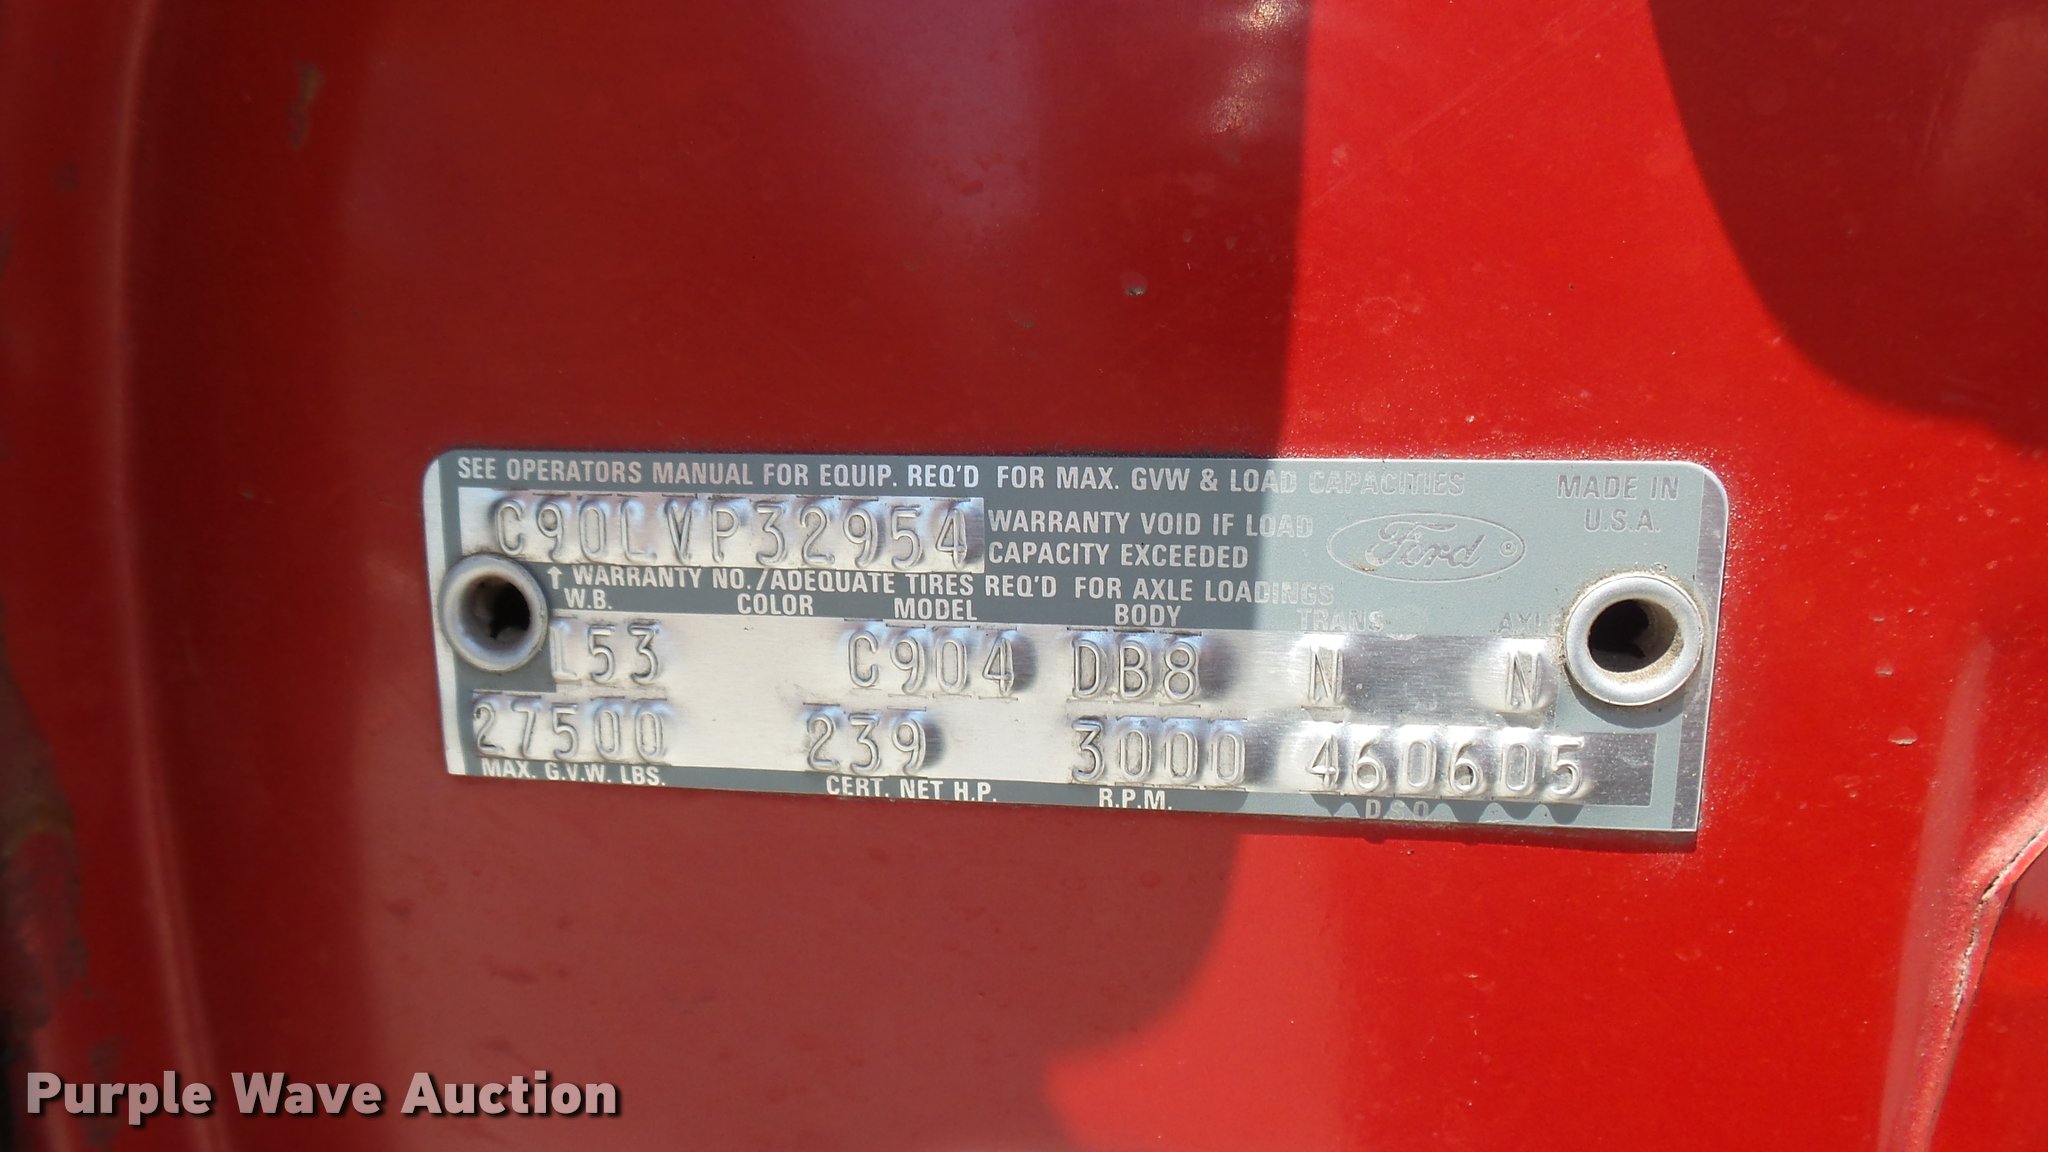 SEE OPERATORS MANUAL FOR EQUIP. REQ'D FOR MAX. GVW & LOAD CAPACITIES
MADE IN
U.S.A.
C90LVP32954
WARRANTY VOID IF LOAD
CAPACITY EXCEEDED
Ford ®
↑ WARRANTY NO./ADEQUATE TIRES REQ'D FOR AXLE LOADINGS
W.B. COLOR MODEL BODY TRANS AXLE
L53 C904 DB8 N N
27500 239 3000 460605
MAX. G.V.W. LBS. CERT. NET H.P. R.P.M. D S O
Purple Wave Auction